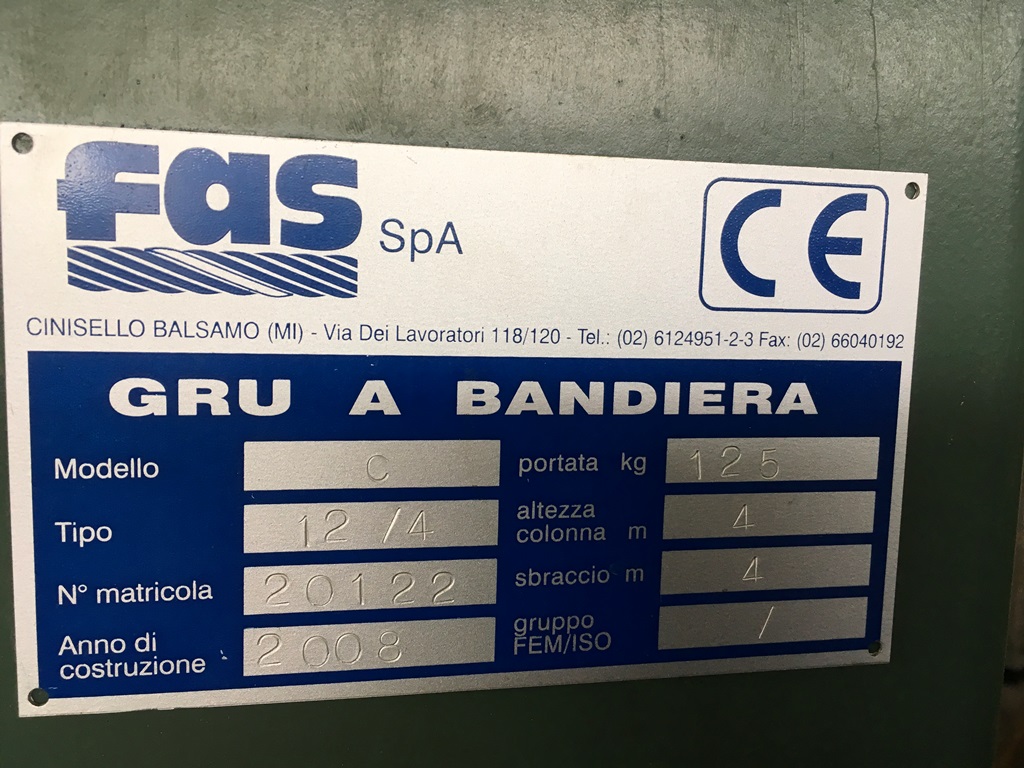 fas SpA
CE
CINISELLO BALSAMO (MI) - Via Dei Lavoratori 118/120 - Tel.: (02) 6124951-2-3 Fax: (02) 66040192
GRU A BANDIERA
Modello C
portata kg 125
Tipo 12/4
altezza
colonna m 4
N° matricola 20122
sbraccio m 4
Anno di
costruzione 2008
gruppo
FEM/ISO /